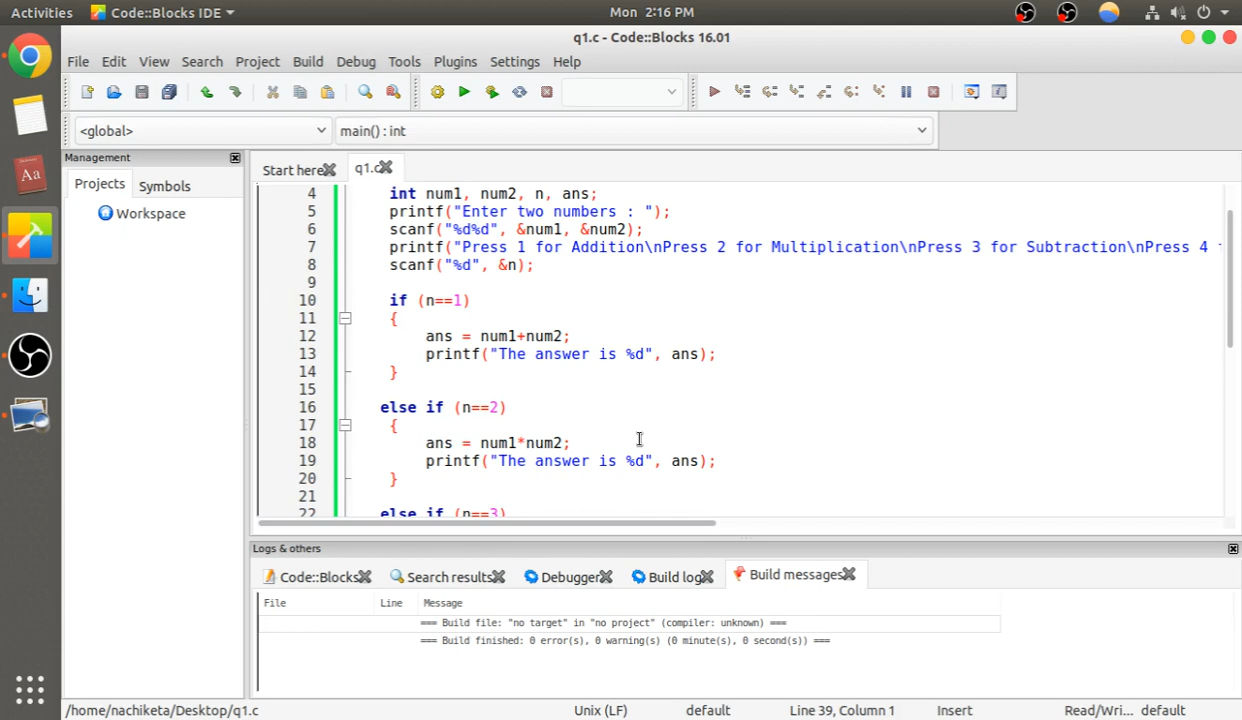 Activities Code::Blocks IDE Mon 2:16 PM
q1.c - Code::Blocks 16.01
File Edit View Search Project Build Debug Tools Plugins Settings Help
<global> main() : int
Management
Start here q1.c
Projects Symbols
Workspace
Aa
4 int num1, num2, n, ans;
5 printf("Enter two numbers : ");
6 scanf("%d%d", &num1, &num2);
7 printf("Press 1 for Addition\nPress 2 for Multiplication\nPress 3 for Subtraction\nPress 4
8 scanf("%d", &n);
9
10 if (n==1)
11 {
12 ans = num1+num2;
13 printf("The answer is %d", ans);
14 }
15
16 else if (n==2)
17 {
18 ans = num1*num2;
19 printf("The answer is %d", ans);
20 }
21
22 else if (n==3)
Logs & others
Code::Blocks Search results Debugger Build log Build messages
File Line Message
=== Build file: "no target" in "no project" (compiler: unknown) ===
=== Build finished: 0 error(s), 0 warning(s) (0 minute(s), 0 second(s)) ===
/home/nachiketa/Desktop/q1.c Unix (LF) default Line 39, Column 1 Insert Read/Wri... default